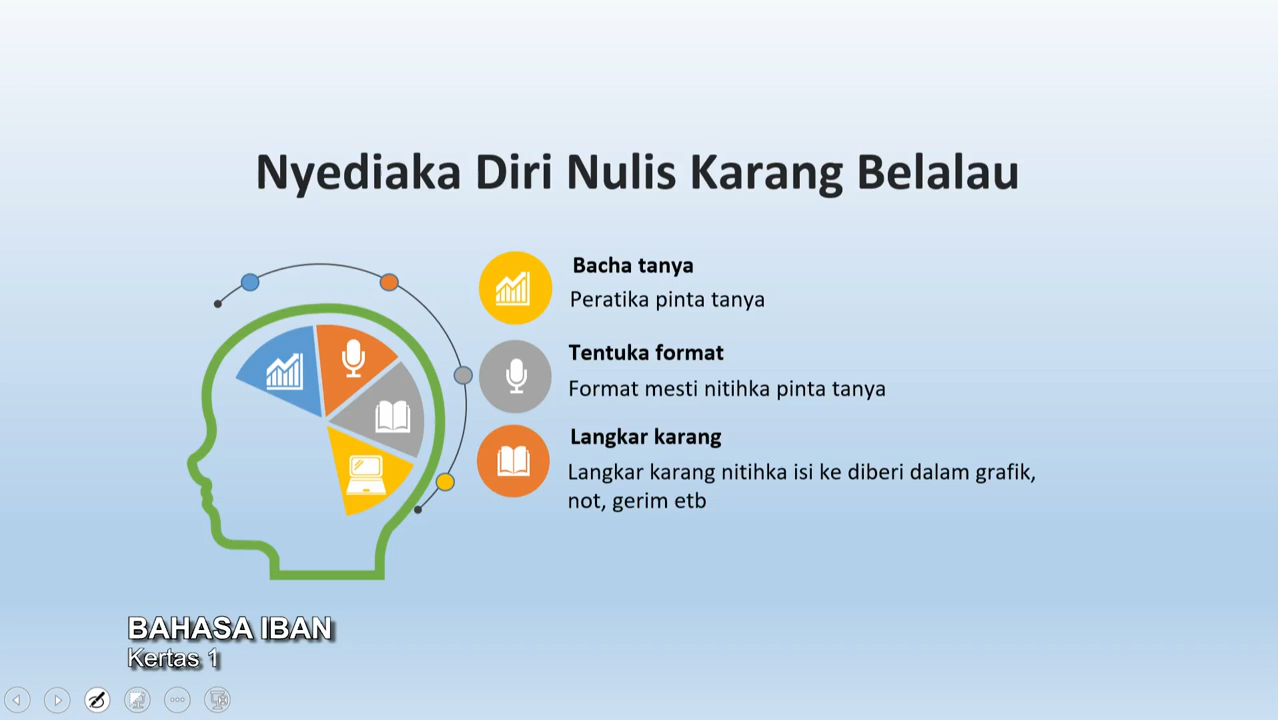 Nyediaka Diri Nulis Karang Belalau
Bacha tanya
Peratika pinta tanya
Tentuka format
Format mesti nitihka pinta tanya
Langkar karang
Langkar karang nitihka isi ke diberi dalam grafik,
not, gerim etb
BAHASA IBAN
Kertas 1